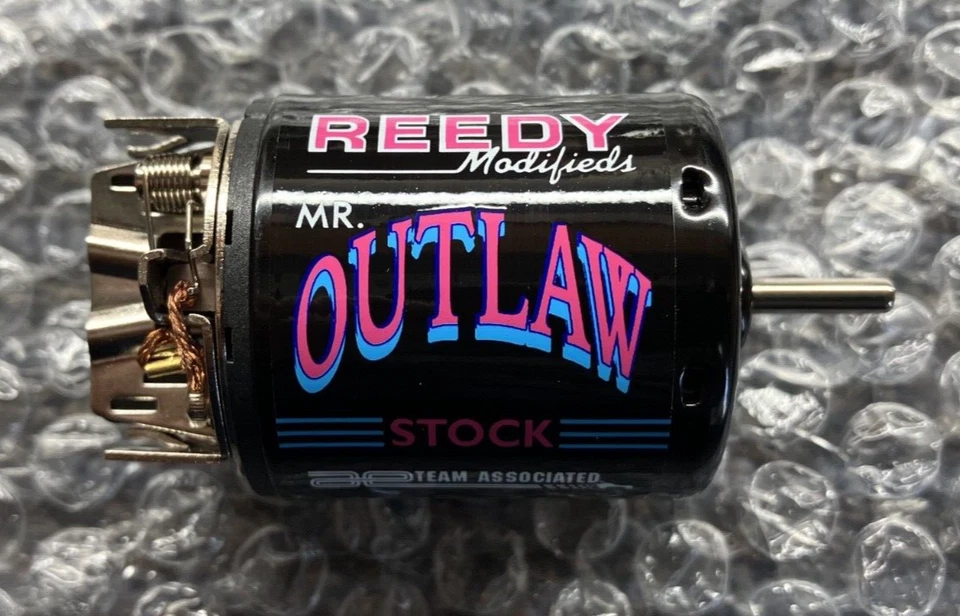 REEDY
Modifieds
MR.
OUTLAW
STOCK
TEAM ASSOCIATED